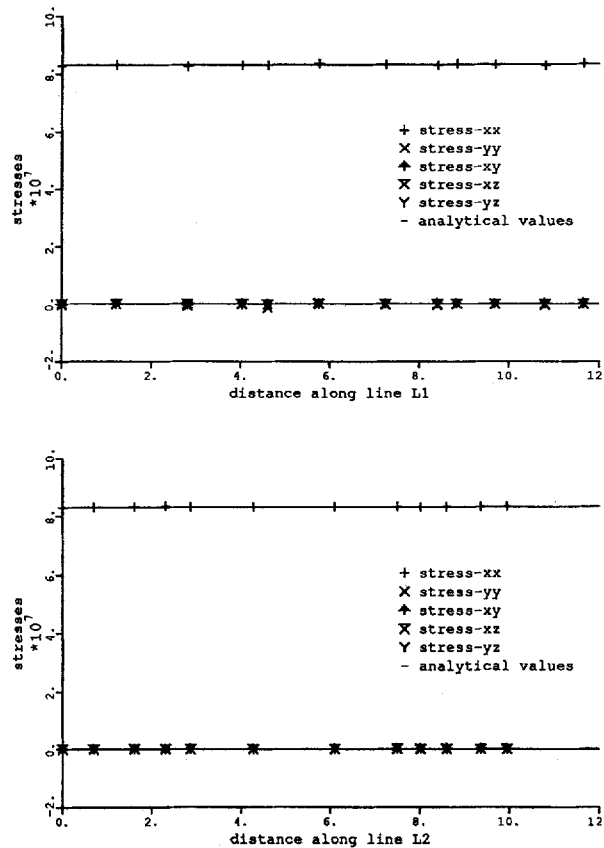 10.
8.
6.
4.
2.
0.
-2.
stresses
*10^7
+ stress-xx
× stress-yy
stress-xy
stress-xz
Y stress-yz
- analytical values
0. 2. 4. 6. 8. 10. 12
distance along line L1
10.
8.
6.
4.
2.
0.
-2.
stresses
*10^7
+ stress-xx
× stress-yy
stress-xy
stress-xz
Y stress-yz
- analytical values
0. 2. 4. 6. 8. 10. 12
distance along line L2